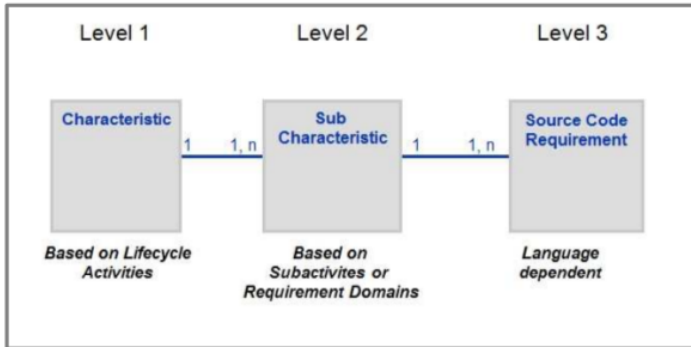 Level 1
Level 2
Level 3
Characteristic
Sub
Characteristic
Source Code
Requirement
1
1, n
1
1, n
Based on Lifecycle
Activities
Based on
Subactivites or
Requirement Domains
Language
dependent